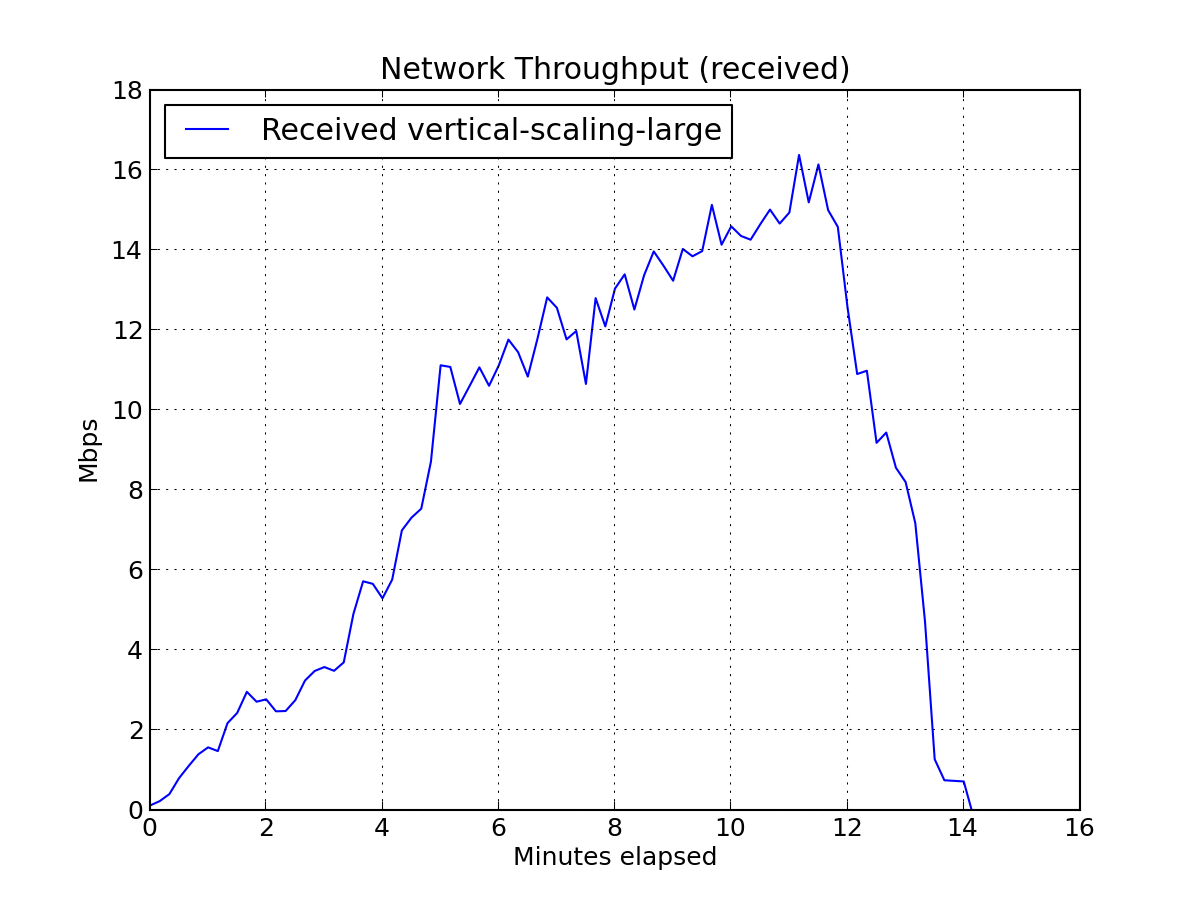 Network Throughput (received)
Received vertical-scaling-large
18
16
14
12
10
8
6
4
2
0
Mbps
0 2 4 6 8 10 12 14 16
Minutes elapsed